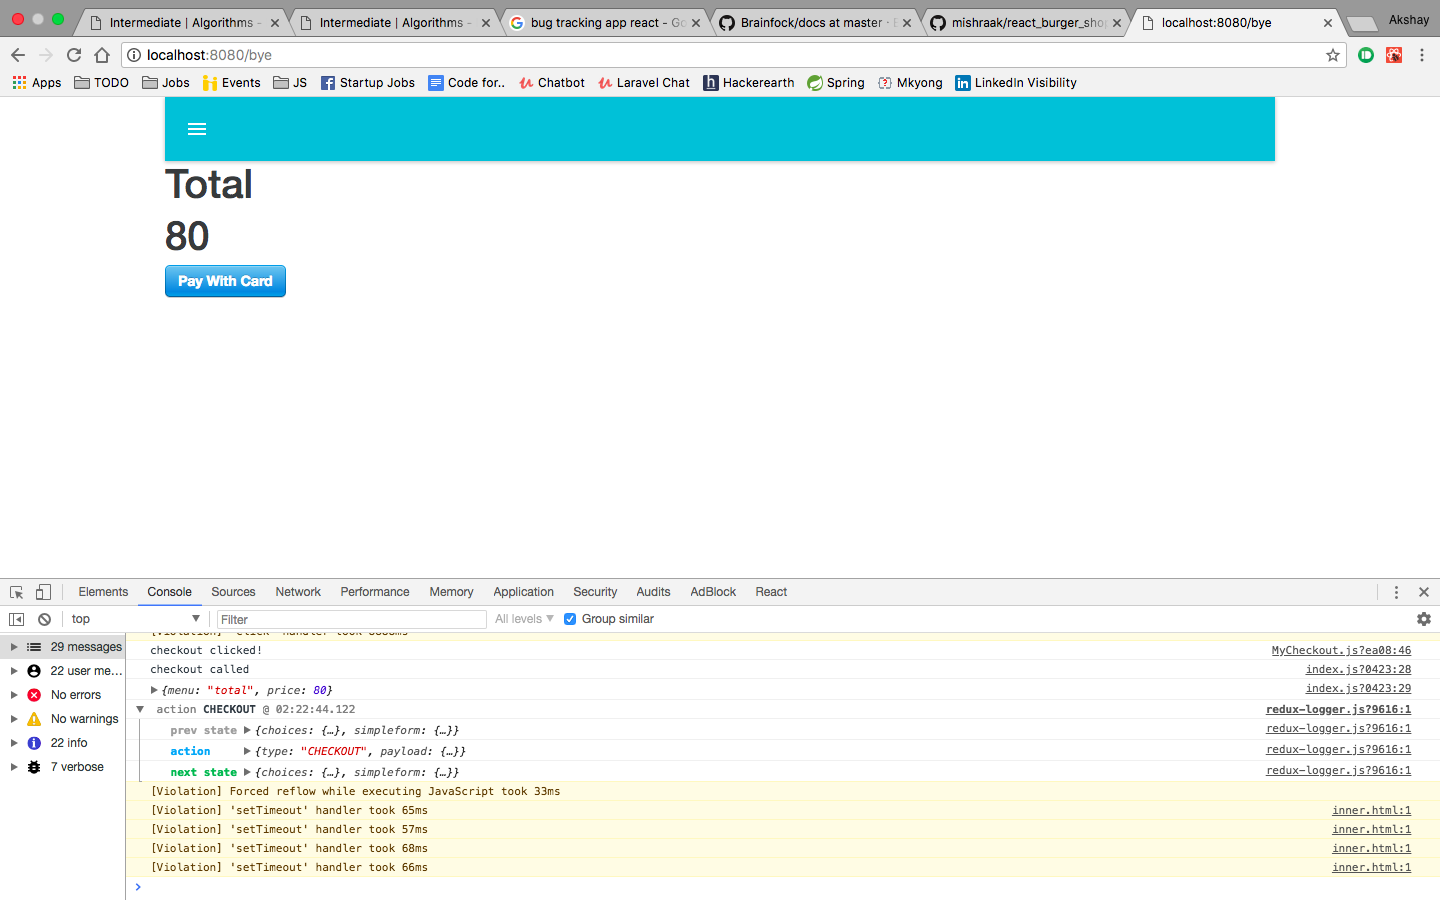 Intermediate | Algorithms -
Intermediate | Algorithms -
bug tracking app react - Go
Brainfock/docs at master · B
mishraak/react_burger_shop
localhost:8080/bye
Akshay
localhost:8080/bye
Apps
TODO
Jobs
Events
JS
Startup Jobs
Code for..
Chatbot
Laravel Chat
Hackerearth
Spring
Mkyong
LinkedIn Visibility
Total
80
Pay With Card
Elements
Console
Sources
Network
Performance
Memory
Application
Security
Audits
AdBlock
React
top
Filter
All levels
Group similar
29 messages
22 user me...
No errors
No warnings
22 info
7 verbose
checkout clicked! MyCheckout.js?ea08:46
checkout called index.js?0423:28
{menu: "total", price: 80} index.js?0423:29
action CHECKOUT @ 02:22:44.122 redux-logger.js?9616:1
prev state {choices: {…}, simpleform: {…}} redux-logger.js?9616:1
action {type: "CHECKOUT", payload: {…}} redux-logger.js?9616:1
next state {choices: {…}, simpleform: {…}} redux-logger.js?9616:1
[Violation] Forced reflow while executing JavaScript took 33ms
[Violation] 'setTimeout' handler took 65ms inner.html:1
[Violation] 'setTimeout' handler took 57ms inner.html:1
[Violation] 'setTimeout' handler took 68ms inner.html:1
[Violation] 'setTimeout' handler took 66ms inner.html:1